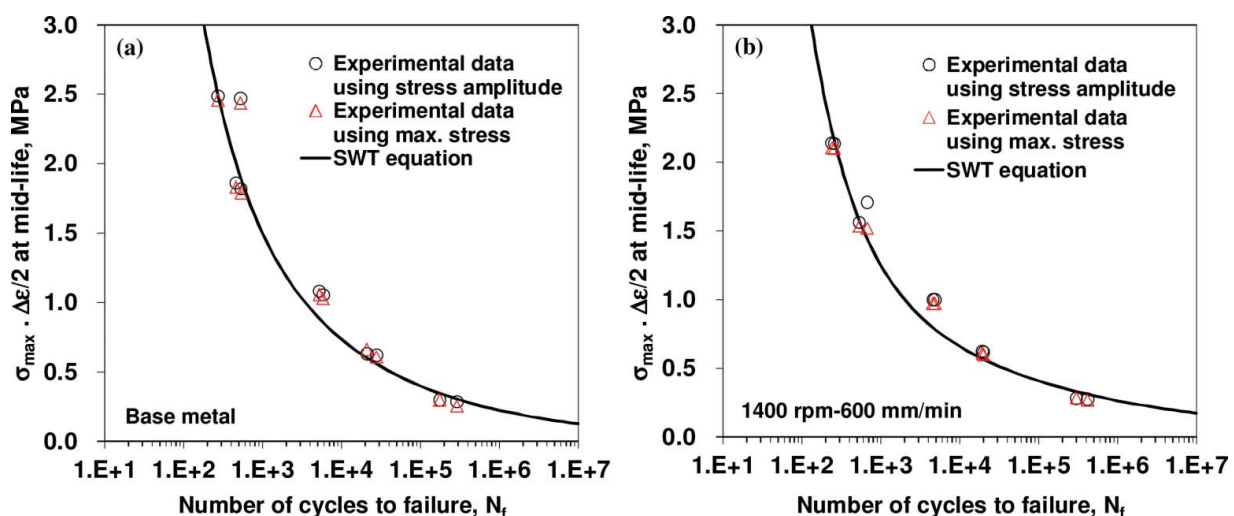 (a)
Experimental data
using stress amplitude
Experimental data
using max. stress
SWT equation
Base metal
σmax · Δε/2 at mid-life, MPa
3.0
2.5
2.0
1.5
1.0
0.5
0.0
1.E+1 1.E+2 1.E+3 1.E+4 1.E+5 1.E+6 1.E+7
Number of cycles to failure, Nf
(b)
Experimental data
using stress amplitude
Experimental data
using max. stress
SWT equation
1400 rpm-600 mm/min
σmax · Δε/2 at mid-life, MPa
3.0
2.5
2.0
1.5
1.0
0.5
0.0
1.E+1 1.E+2 1.E+3 1.E+4 1.E+5 1.E+6 1.E+7
Number of cycles to failure, Nf